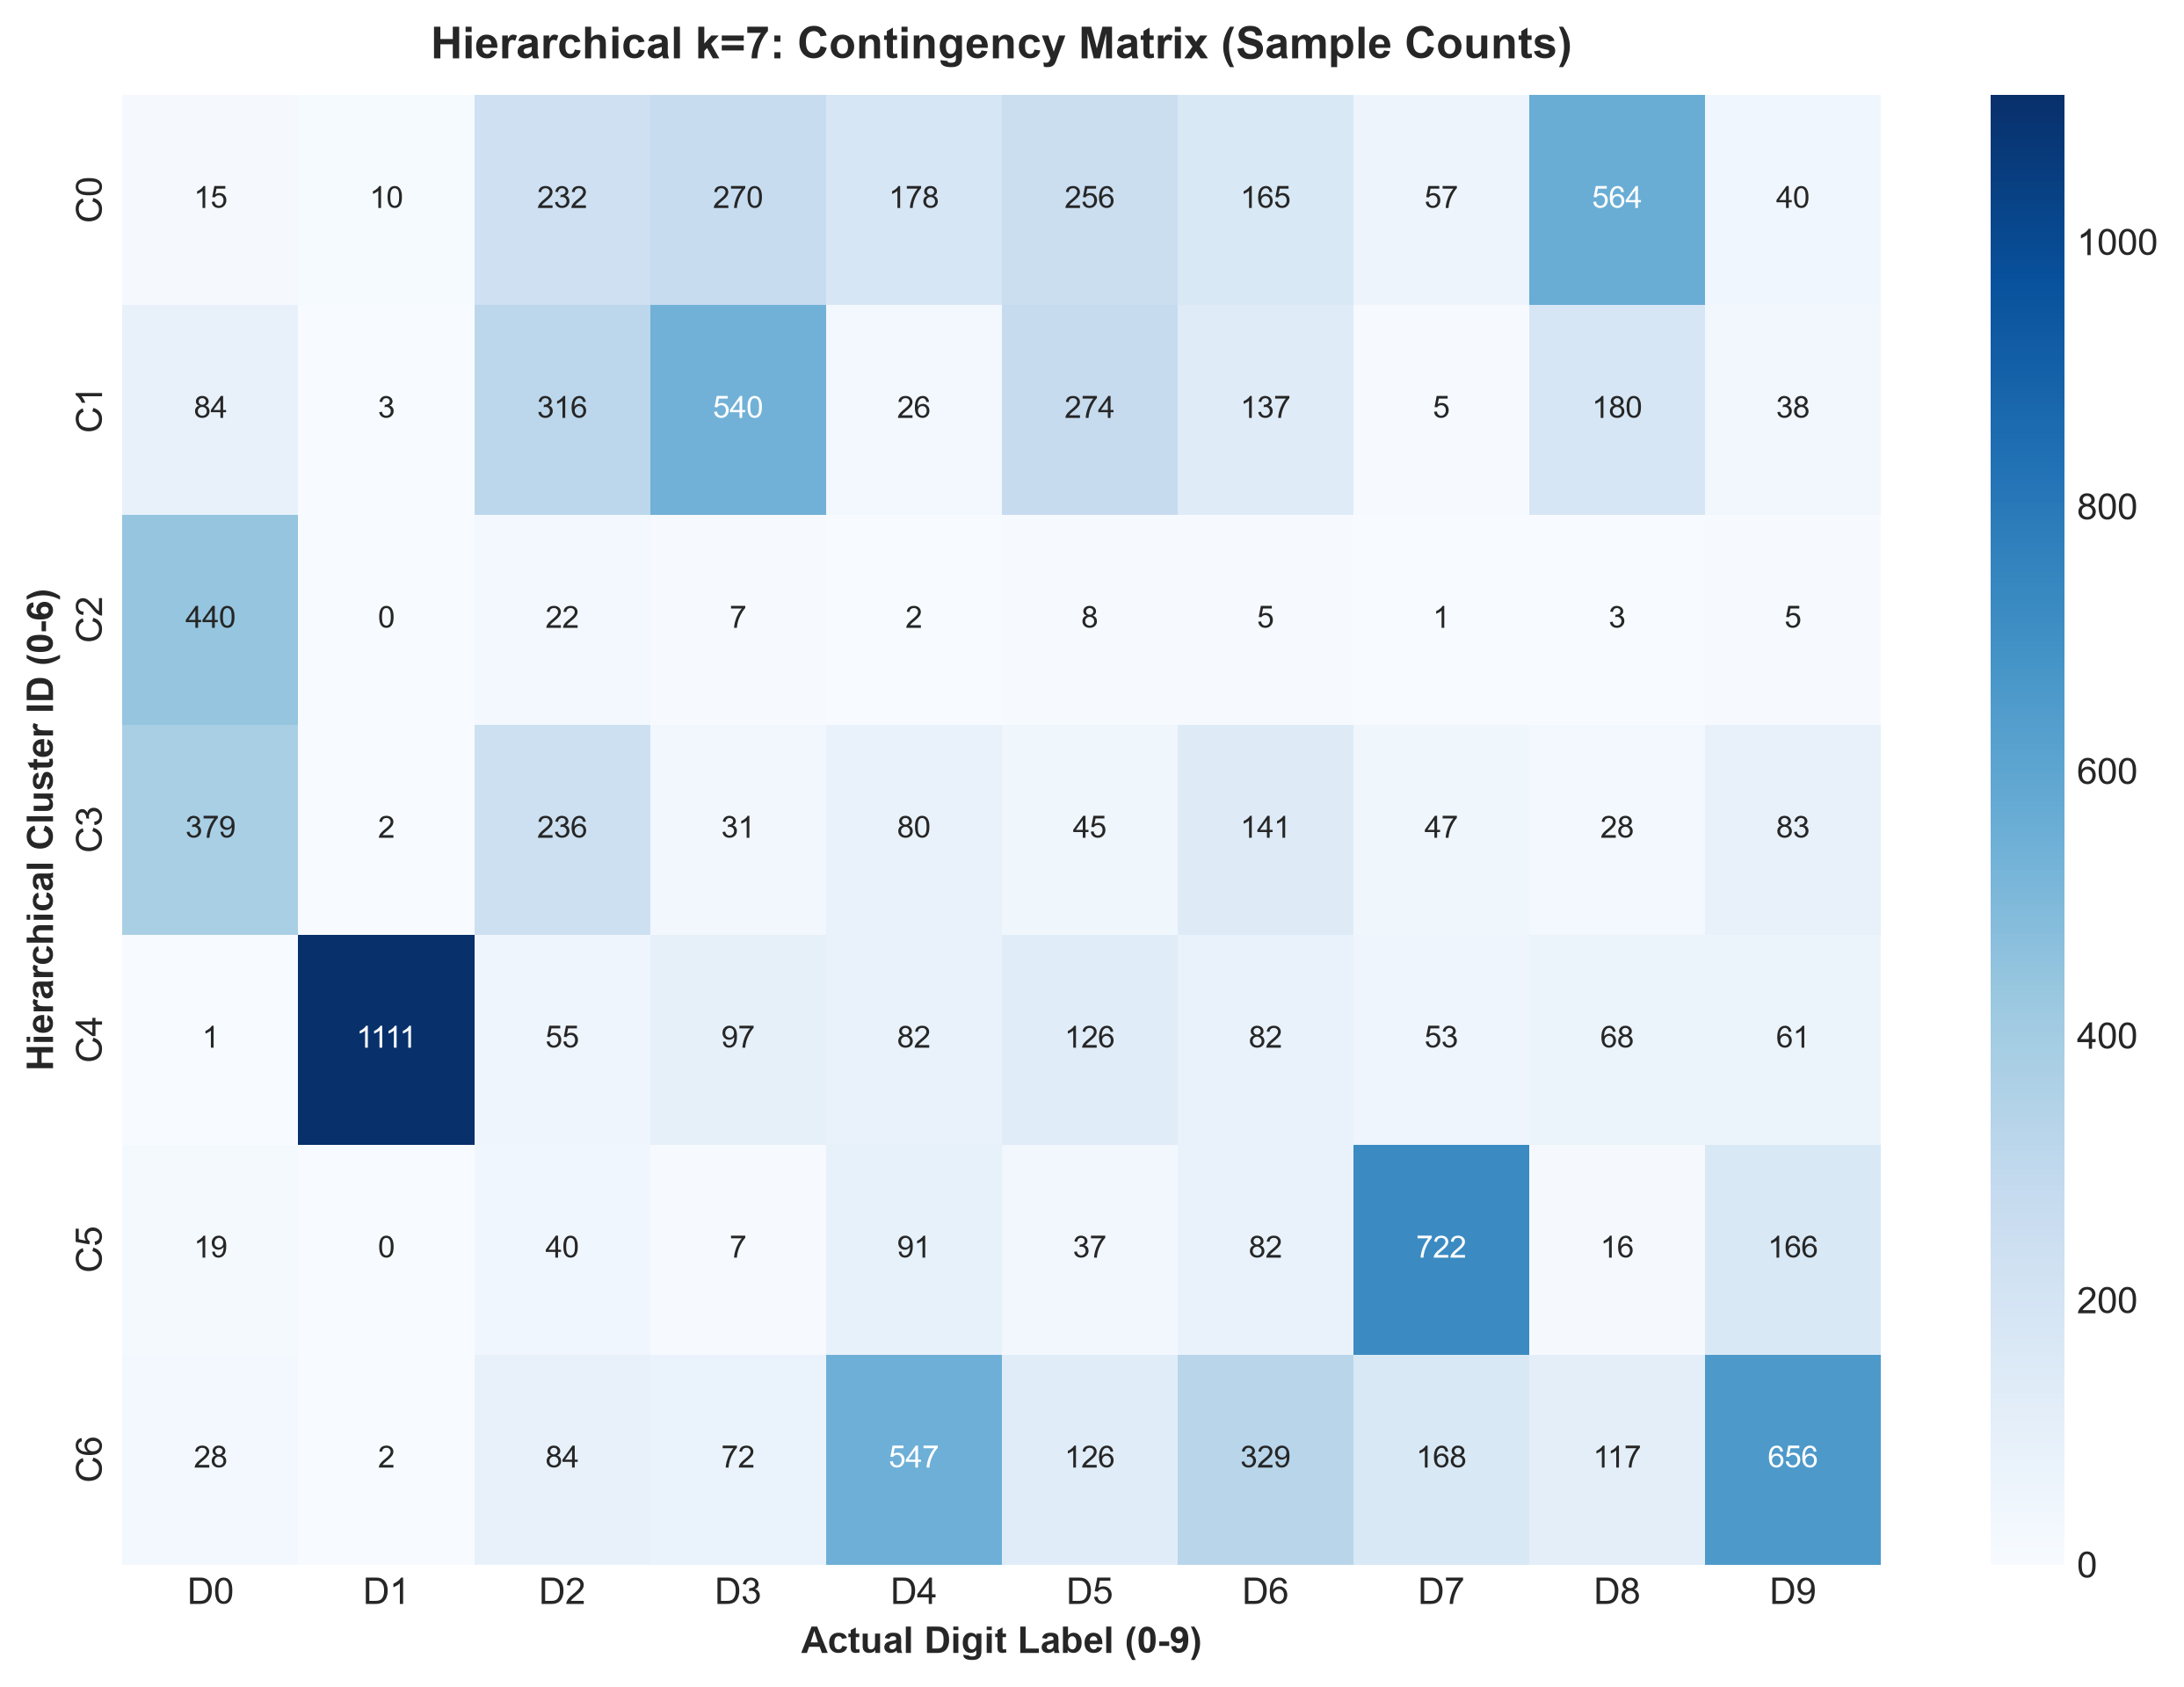 Hierarchical k=7: Contingency Matrix (Sample Counts)
Hierarchical Cluster ID (0-6)
C0 15 10 232 270 178 256 165 57 564 40
C1 84 3 316 540 26 274 137 5 180 38
C2 440 0 22 7 2 8 5 1 3 5
C3 379 2 236 31 80 45 141 47 28 83
C4 1 1111 55 97 82 126 82 53 68 61
C5 19 0 40 7 91 37 82 722 16 166
C6 28 2 84 72 547 126 329 168 117 656
D0 D1 D2 D3 D4 D5 D6 D7 D8 D9
Actual Digit Label (0-9)
1000
800
600
400
200
0